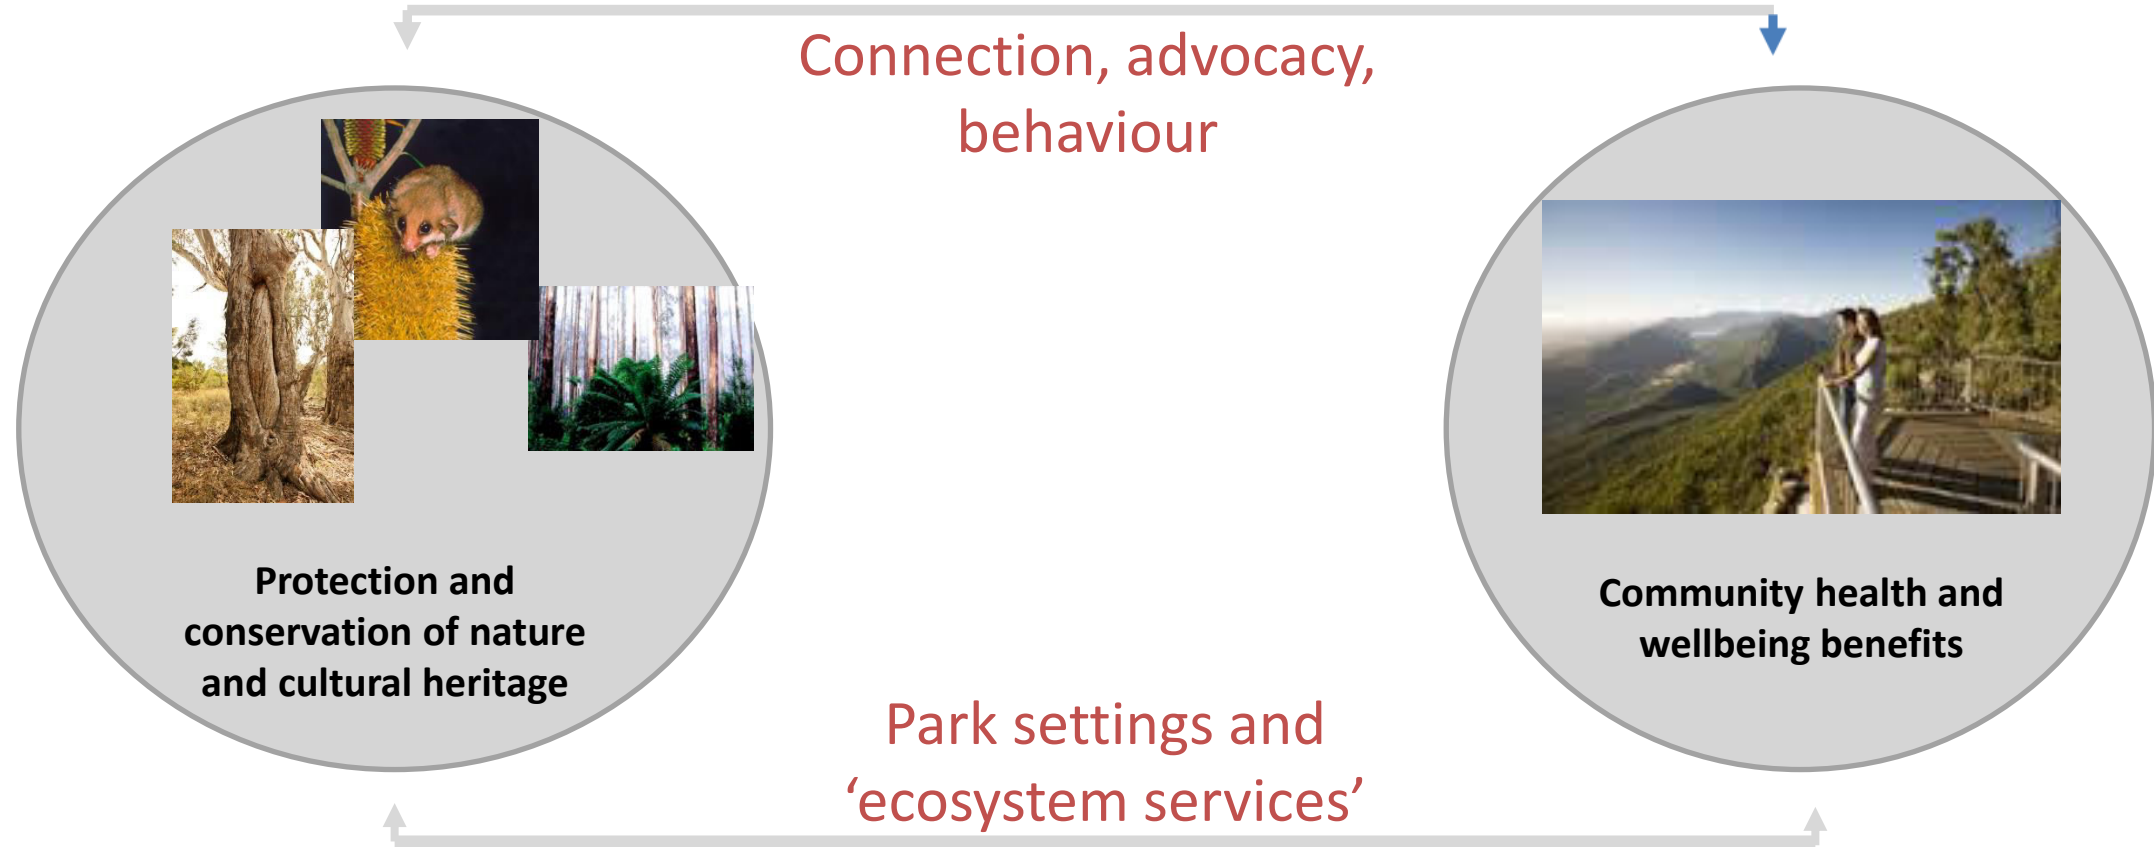 Connection, advocacy,
behaviour
Protection and
conservation of nature
and cultural heritage
Community health and
wellbeing benefits
Park settings and
‘ecosystem services’